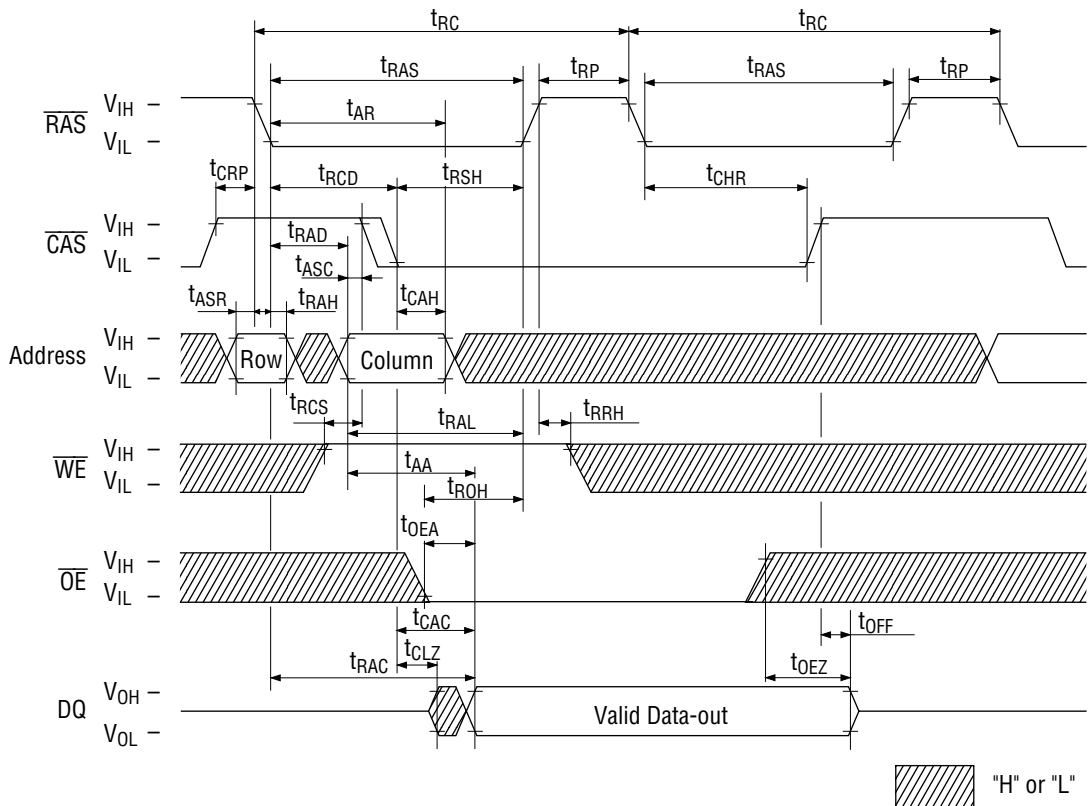 tRC tRC
tRAS tRP tRAS tRP
RAS VIH VIL tAR
tCRP tRCD tRSH tCHR
CAS VIH VIL tRAD
tASC
tASR tRAH tCAH
Address VIH VIL Row Column
tRCS tRAL tRRH
WE VIH VIL tAA
tROH
tOEA
OE VIH VIL
tCAC tOFF
tRAC tCLZ tOEZ
DQ VOH VOL Valid Data-out
"H" or "L"